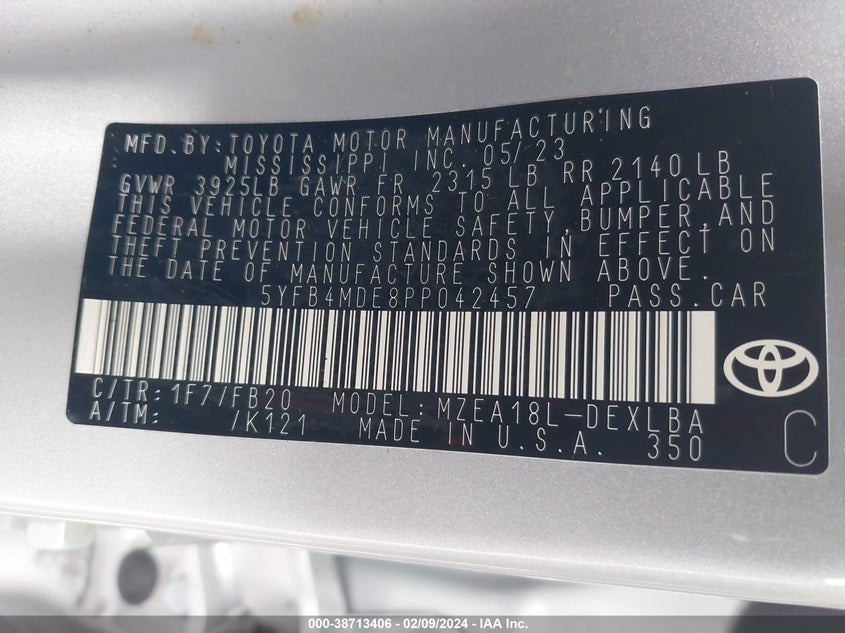 MFD.BY:TOYOTA MOTOR MANUFACTURING
MISSISSIPPI INC. 05/23
GVWR 3925LB GAWR FR 2315 LB RR 2140LB
THIS VEHICLE CONFORMS TO ALL APPLICABLE
FEDERAL MOTOR VEHICLE SAFETY,BUMPER,AND
THEFT PREVENTION STANDARDS IN EFFECT ON
THE DATE OF MANUFACTURE SHOWN ABOVE.
5YFB4MDE8PP042457 PASS.CAR
C/TR: 1F7/FB20 MODEL: MZEA18L-DEXLBA
A/TM: /K121 MADE IN U.S.A. 350 C
000-38713406 - 02/09/2024 - IAA Inc.